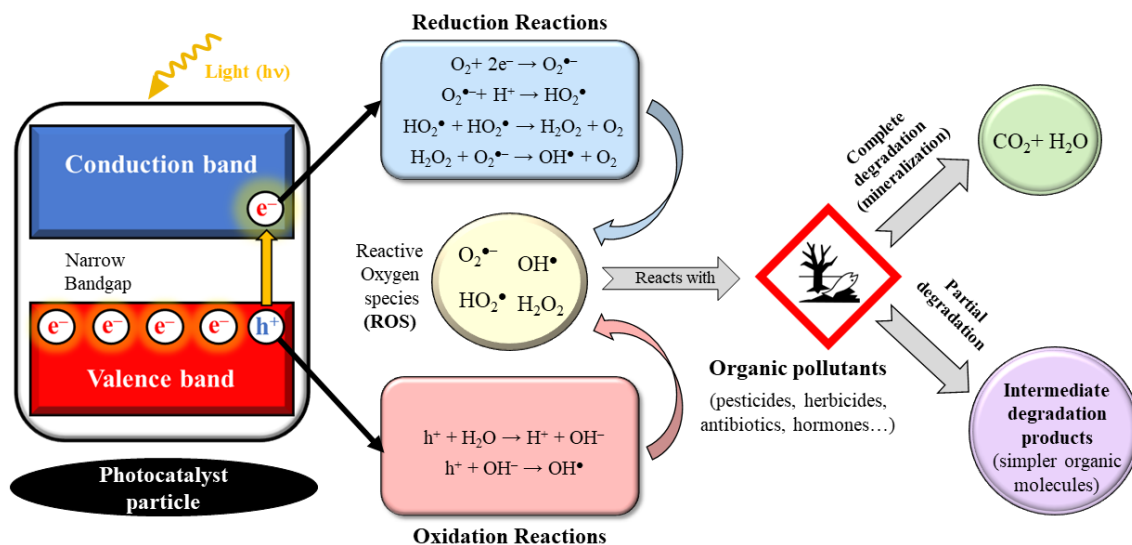 Reduction Reactions
Light (hν)
O₂+ 2e⁻ → O₂•⁻
O₂•⁻+ H⁺ → HO₂•
HO₂• + HO₂• → H₂O₂ + O₂
H₂O₂ + O₂•⁻→ OH• + O₂
Conduction band
e⁻
Narrow
Bandgap
e⁻ e⁻ e⁻ e⁻ h⁺
Valence band
Photocatalyst
particle
Reactive
Oxygen
species
(ROS)
O₂•⁻ OH•
HO₂• H₂O₂
Reacts with
h⁺ + H₂O → H⁺ + OH⁻
h⁺ + OH⁻ → OH•
Oxidation Reactions
Organic pollutants
(pesticides, herbicides,
antibiotics, hormones…)
Complete
degradation
(mineralization)
CO₂+ H₂O
Partial
degradation
Intermediate
degradation
products
(simpler organic
molecules)